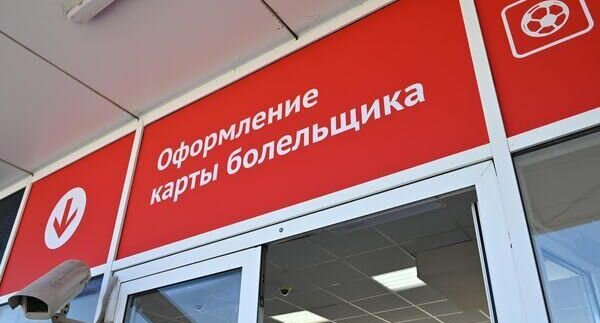 Оформление
карты болельщика